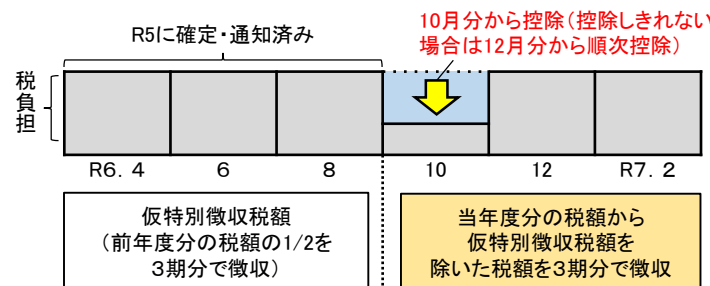 R5に確定・通知済み
10月分から控除(控除しきれない
場合は12月分から順次控除)
税負担
R6. 4
6
8
10
12
R7. 2
仮特別徴収税額
(前年度分の税額の1/2を
3期分で徴収)
当年度分の税額から
仮特別徴収税額を
除いた税額を3期分で徴収